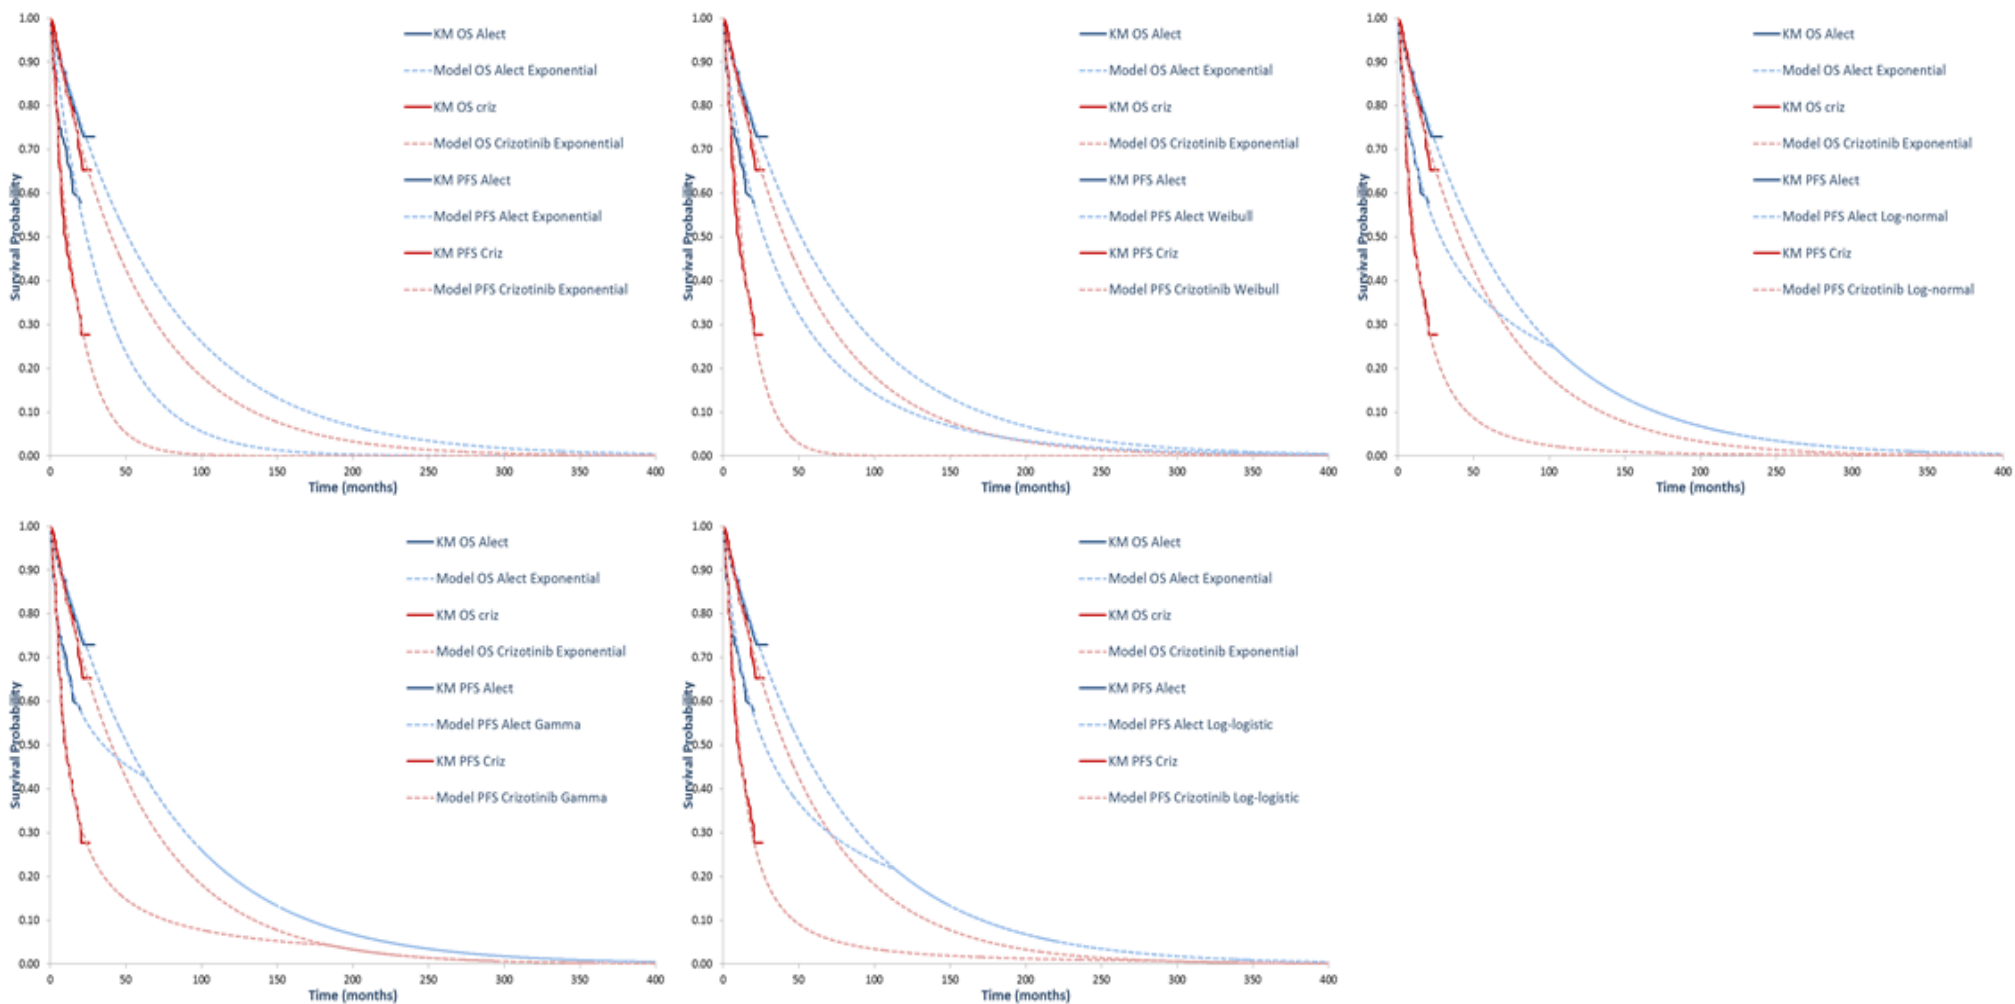 1.00
0.90
0.80
0.70
0.60
0.50
0.40
0.30
0.20
0.10
0.00
Survival Probability
0 50 100 150 200 250 300 350 400
Time (months)
KM OS Alect
Model OS Alect Exponential
KM OS criz
Model OS Crizotinib Exponential
KM PFS Alect
Model PFS Alect Exponential
KM PFS Criz
Model PFS Crizotinib Exponential
1.00
0.90
0.80
0.70
0.60
0.50
0.40
0.30
0.20
0.10
0.00
Survival Probability
0 50 100 150 200 250 300 350 400
Time (months)
KM OS Alect
Model OS Alect Exponential
KM OS criz
Model OS Crizotinib Exponential
KM PFS Alect
Model PFS Alect Weibull
KM PFS Criz
Model PFS Crizotinib Weibull
1.00
0.90
0.80
0.70
0.60
0.50
0.40
0.30
0.20
0.10
0.00
Survival Probability
0 50 100 150 200 250 300 350 400
Time (months)
KM OS Alect
Model OS Alect Exponential
KM OS criz
Model OS Crizotinib Exponential
KM PFS Alect
Model PFS Alect Log-normal
KM PFS Criz
Model PFS Crizotinib Log-normal
1.00
0.90
0.80
0.70
0.60
0.50
0.40
0.30
0.20
0.10
0.00
Survival Probability
0 50 100 150 200 250 300 350 400
Time (months)
KM OS Alect
Model OS Alect Exponential
KM OS criz
Model OS Crizotinib Exponential
KM PFS Alect
Model PFS Alect Gamma
KM PFS Criz
Model PFS Crizotinib Gamma
1.00
0.90
0.80
0.70
0.60
0.50
0.40
0.30
0.20
0.10
0.00
Survival Probability
0 50 100 150 200 250 300 350 400
Time (months)
KM OS Alect
Model OS Alect Exponential
KM OS criz
Model OS Crizotinib Exponential
KM PFS Alect
Model PFS Alect Log-logistic
KM PFS Criz
Model PFS Crizotinib Log-logistic